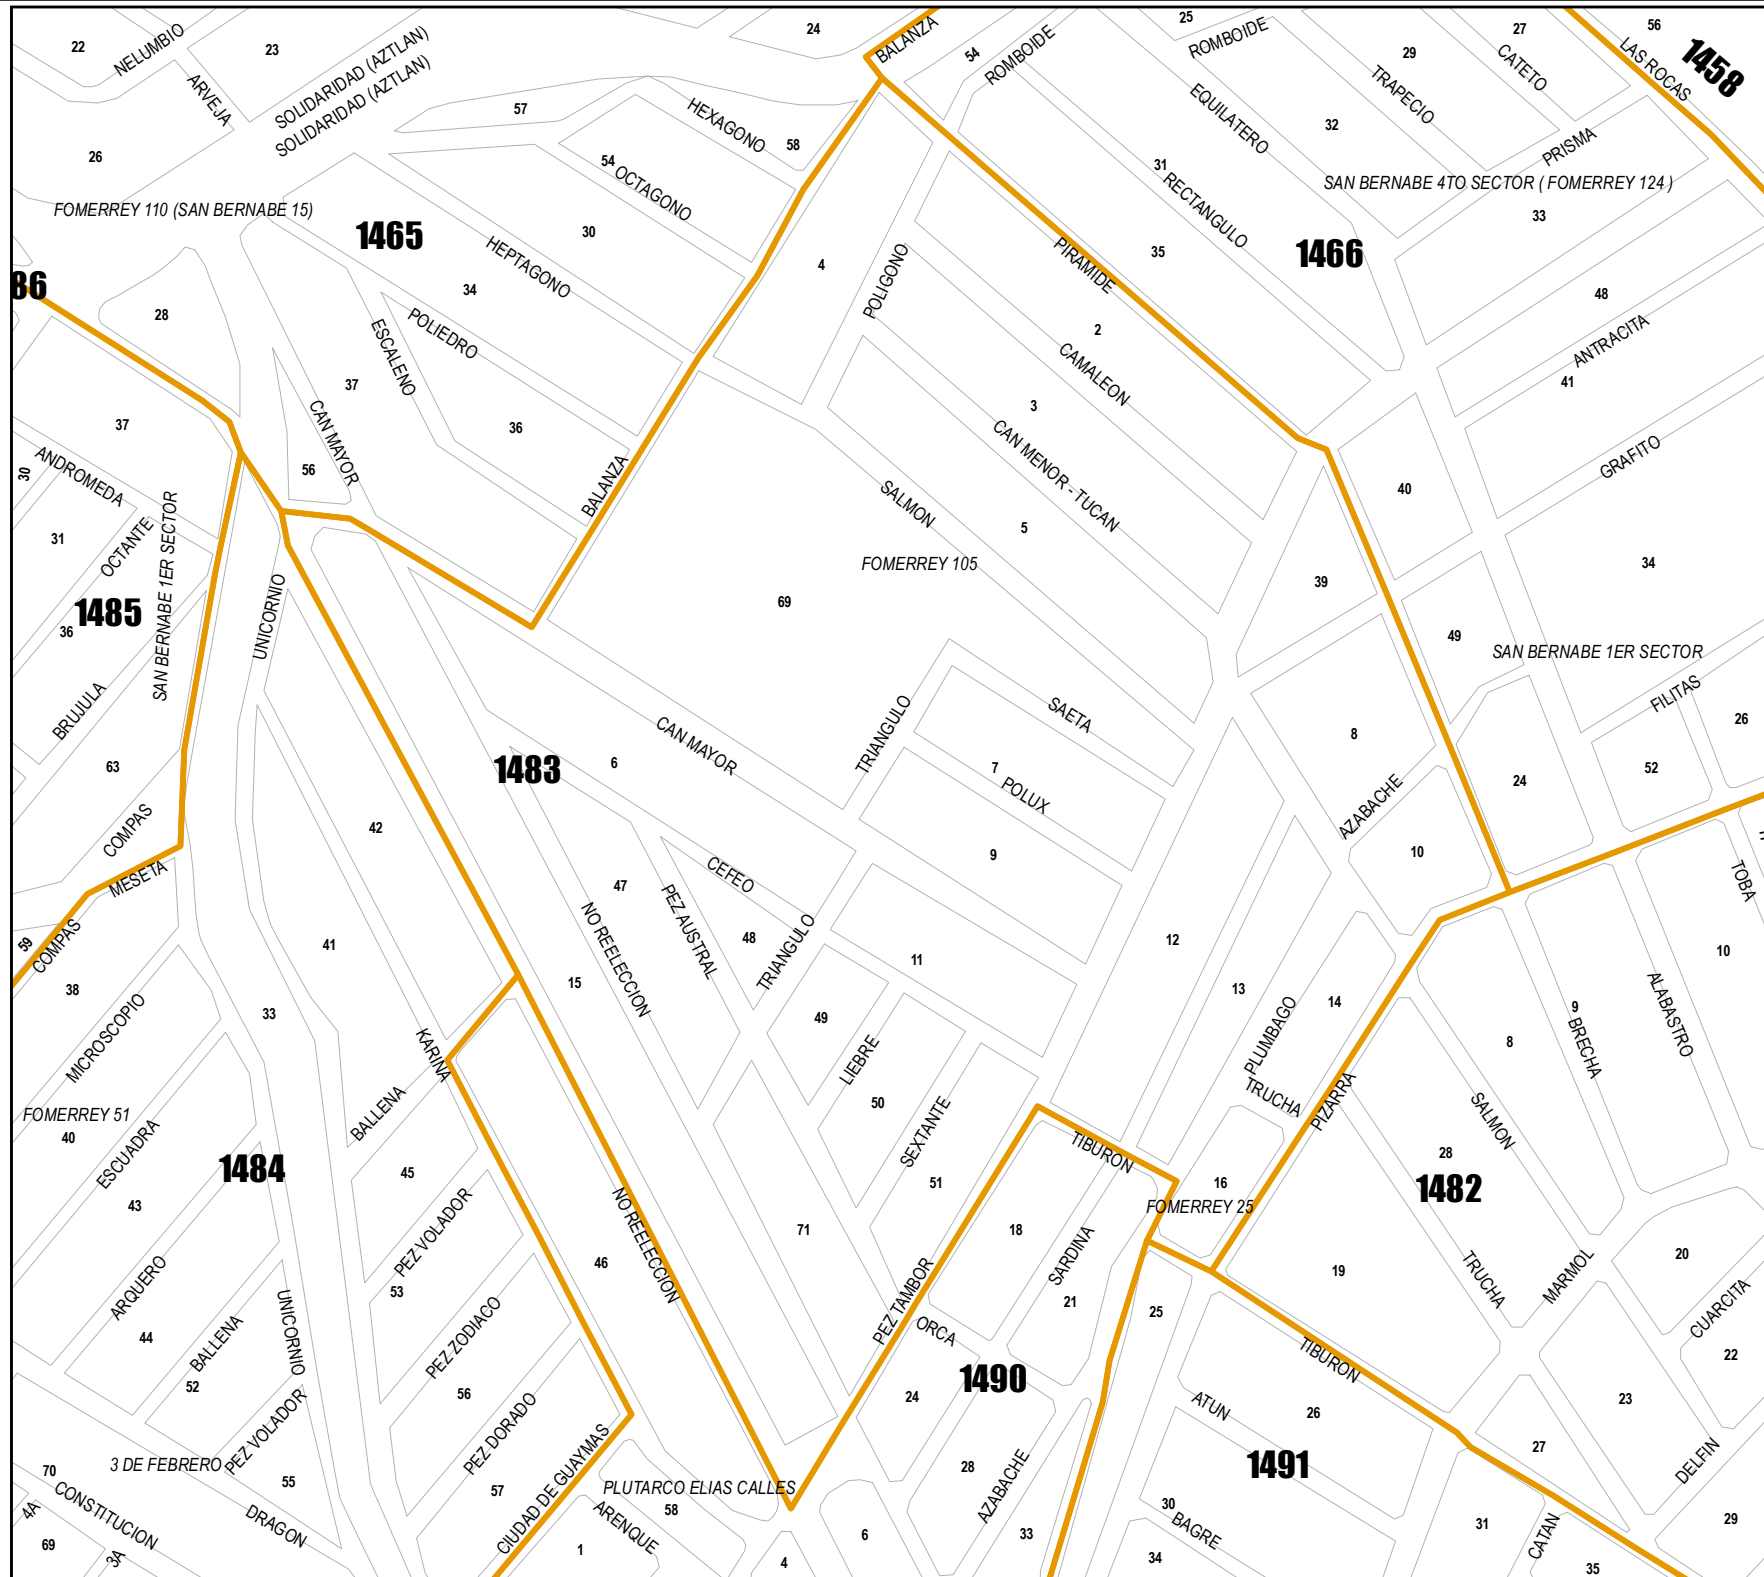 22
NELUMBIO
23
ARVEJA
SOLIDARIDAD (AZTLAN)
SOLIDARIDAD (AZTLAN)
24
BALANZA
54
ROMBOIDE
25
ROMBOIDE
27
CATETO
29
TRAPECIO
56
LAS ROCAS
1458
26
57
HEXAGONO
58
54
OCTAGONO
EQUILATERO
32
PRISMA
31
RECTANGULO
SAN BERNABE 4TO SECTOR ( FOMERREY 124 )
33
FOMERREY 110 (SAN BERNABE 15)
1465
30
HEPTAGONO
4
POLIGONO
PIRAMIDE
35
1466
86
28
34
POLIEDRO
ESCALENO
37
36
2
CAMALEON
48
ANTRACITA
41
37
CAN MAYOR
56
3
CAN MENOR - TUCAN
GRAFITO
40
ANDROMEDA
30
31
OCTANTE
SAN BERNABE 1ER SECTOR
BALANZA
SALMON
5
FOMERREY 105
34
39
1485
36
UNICORNIO
69
49
SAN BERNABE 1ER SECTOR
BRUJULA
TRIANGULO
SAETA
FILITAS
26
8
63
1483
6
CAN MAYOR
7
POLUX
52
24
COMPAS
42
9
AZABACHE
10
MESETA
CEFEO
47
TOBA
59
COMPAS
41
NO REELECCION
PEZ AUSTRAL
48
TRIANGULO
11
12
10
38
15
49
13
14
9
ALABASTRO
MICROSCOPIO
33
KARINA
LIEBRE
PLUMBAGO
8
BRECHA
FOMERREY 51
40
BALLENA
50
SEXTANTE
TRUCHA
PIZARRA
SALMON
ESCUADRA
1484
45
TIBURON
28
1482
43
PEZ VOLADOR
NO REELECCION
51
16
FOMERREY 25
71
18
SARDINA
20
ARQUERO
46
19
TRUCHA
MARMOL
53
PEZ TAMBOR
21
25
CUARCITA
44
BALLENA
UNICORNIO
PEZ ZODIACO
ORCA
TIBURON
22
52
56
1490
24
ATUN
26
23
PEZ VOLADOR
PEZ DORADO
27
3 DE FEBRERO
70
CONSTITUCION
55
57
CIUDAD DE GUAYMAS
PLUTARCO ELIAS CALLES
28
AZABACHE
1491
DELFIN
4A
DRAGON
58
ARENQUE
30
BAGRE
31
CATAN
29
69
3A
1
4
6
33
34
35